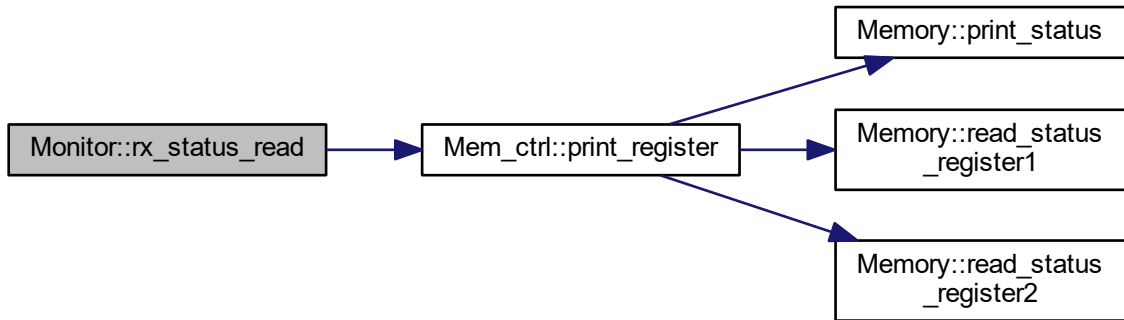 Memory::print_status
Monitor::rx_status_read
Mem_ctrl::print_register
Memory::read_status
_register1
Memory::read_status
_register2